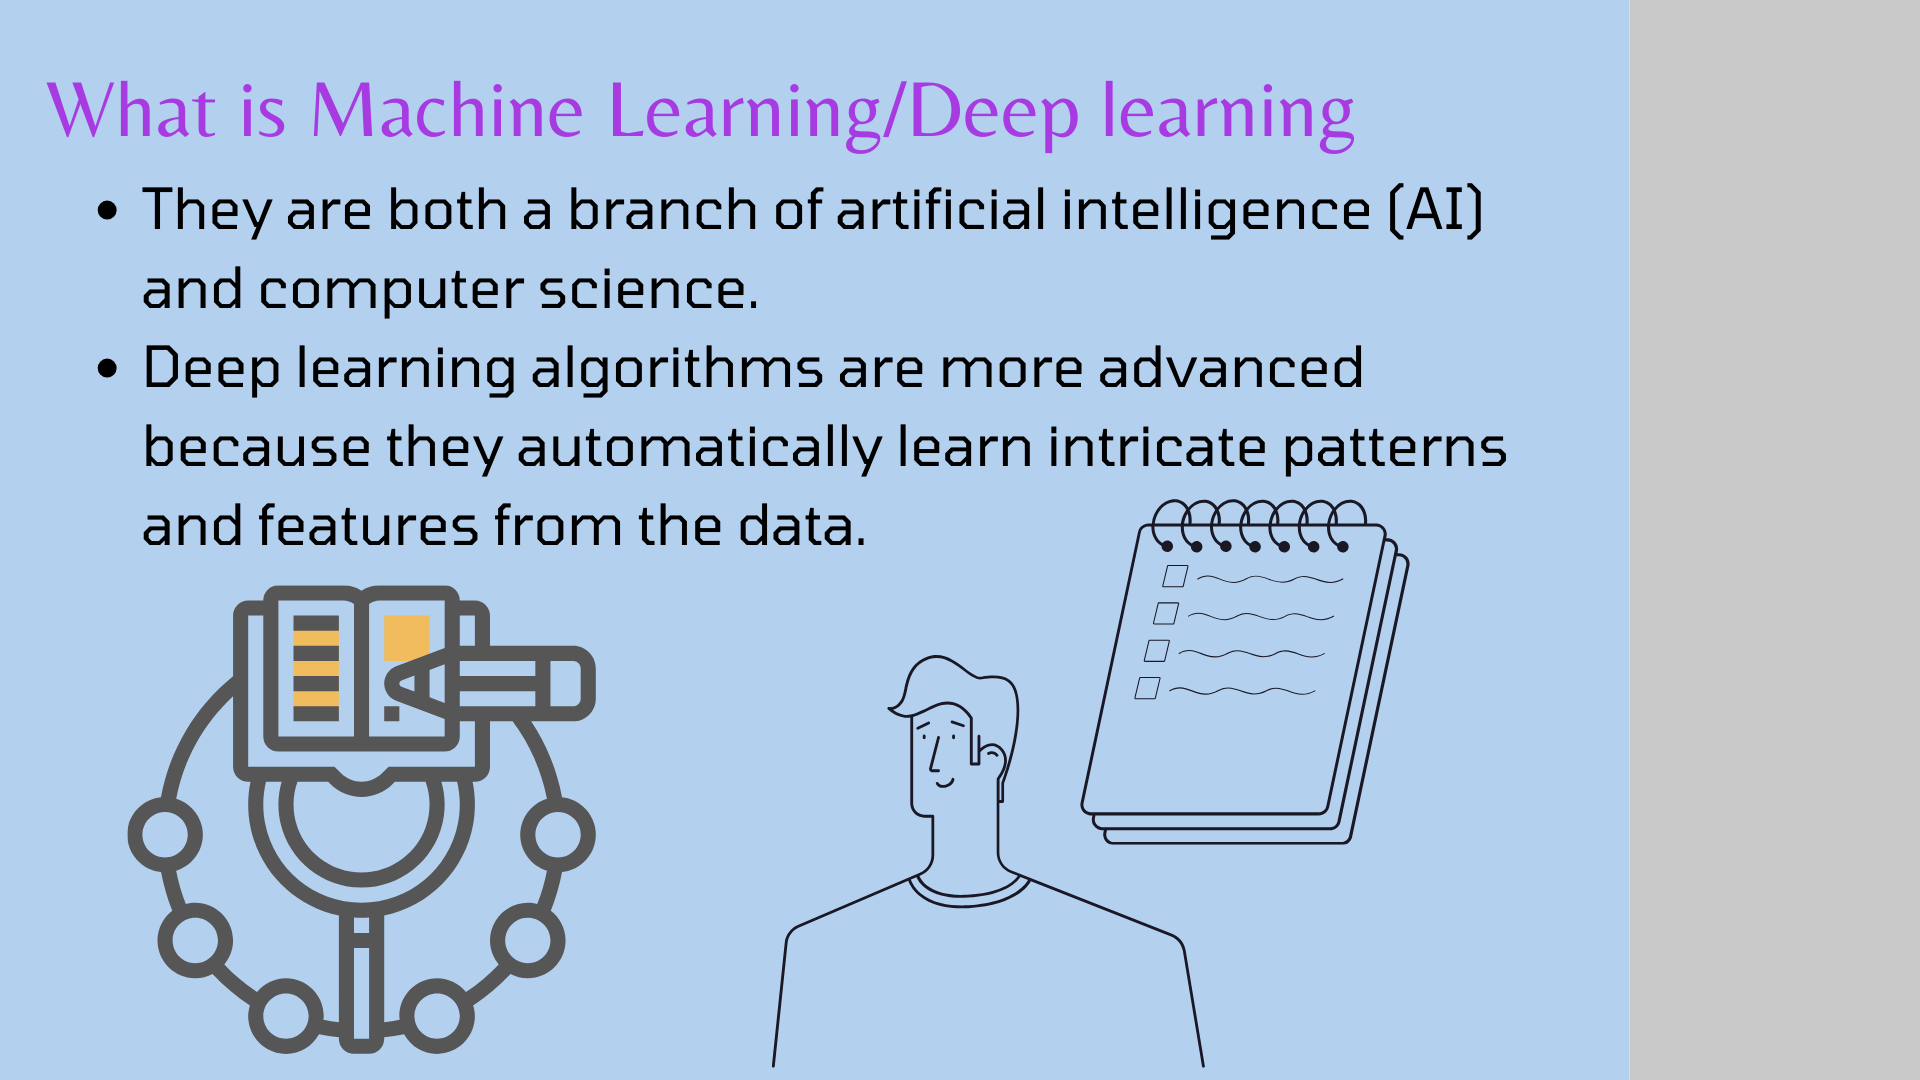 What is Machine Learning/Deep learning
• They are both a branch of artificial intelligence (AI)
and computer science.
• Deep learning algorithms are more advanced
because they automatically learn intricate patterns
and features from the data.